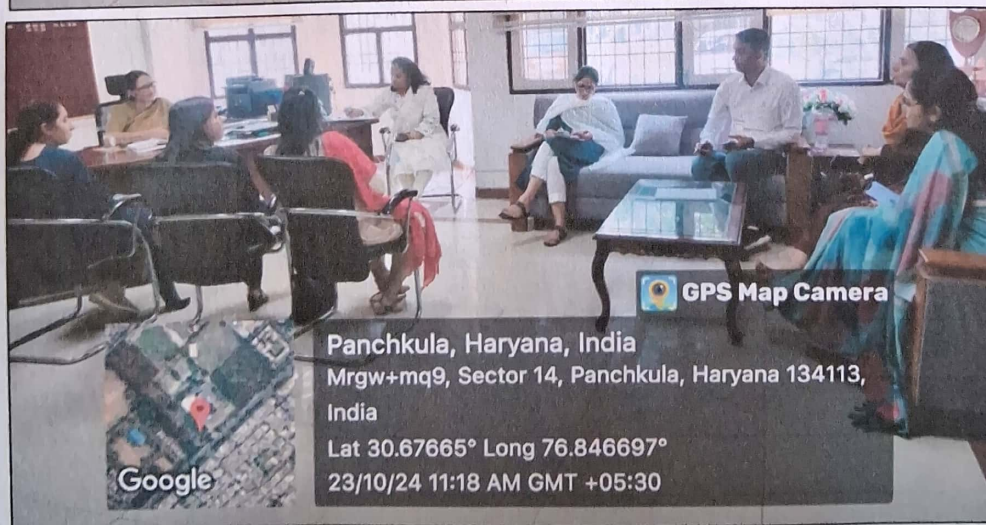 GPS Map Camera
Panchkula, Haryana, India
Mrgw+mq9, Sector 14, Panchkula, Haryana 134113,
India
Lat 30.67665° Long 76.846697°
23/10/24 11:18 AM GMT +05:30
Google